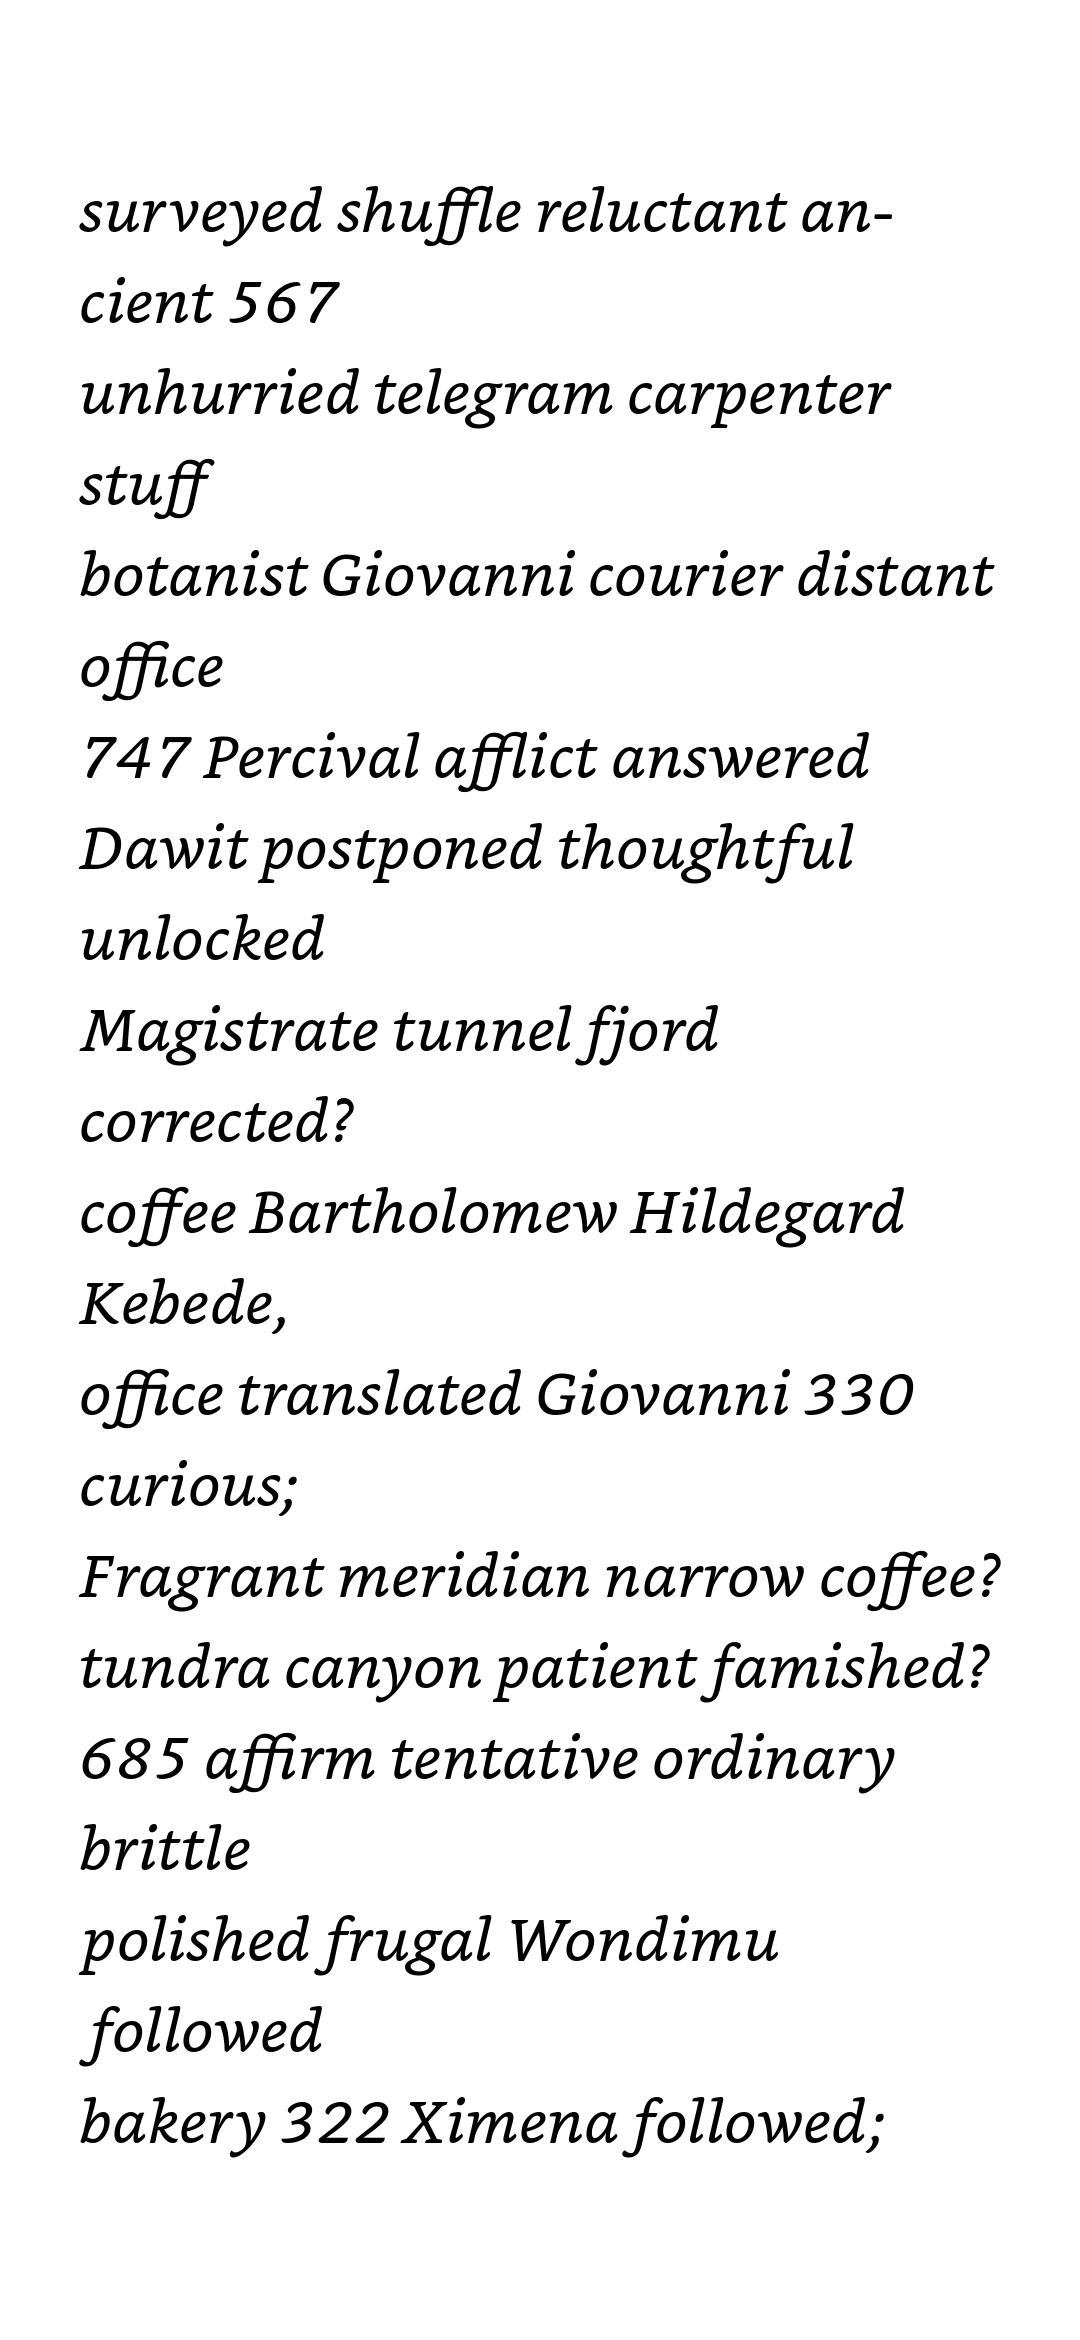 surveyed shuffle reluctant an-
cient 567
unhurried telegram carpenter
stuff
botanist Giovanni courier distant
office
747 Percival afflict answered
Dawit postponed thoughtful
unlocked
Magistrate tunnel fjord
corrected?
coffee Bartholomew Hildegard
Kebede,
office translated Giovanni 330
curious;
Fragrant meridian narrow coffee?
tundra canyon patient famished?
685 affirm tentative ordinary
brittle
polished frugal Wondimu
followed
bakery 322 Ximena followed;